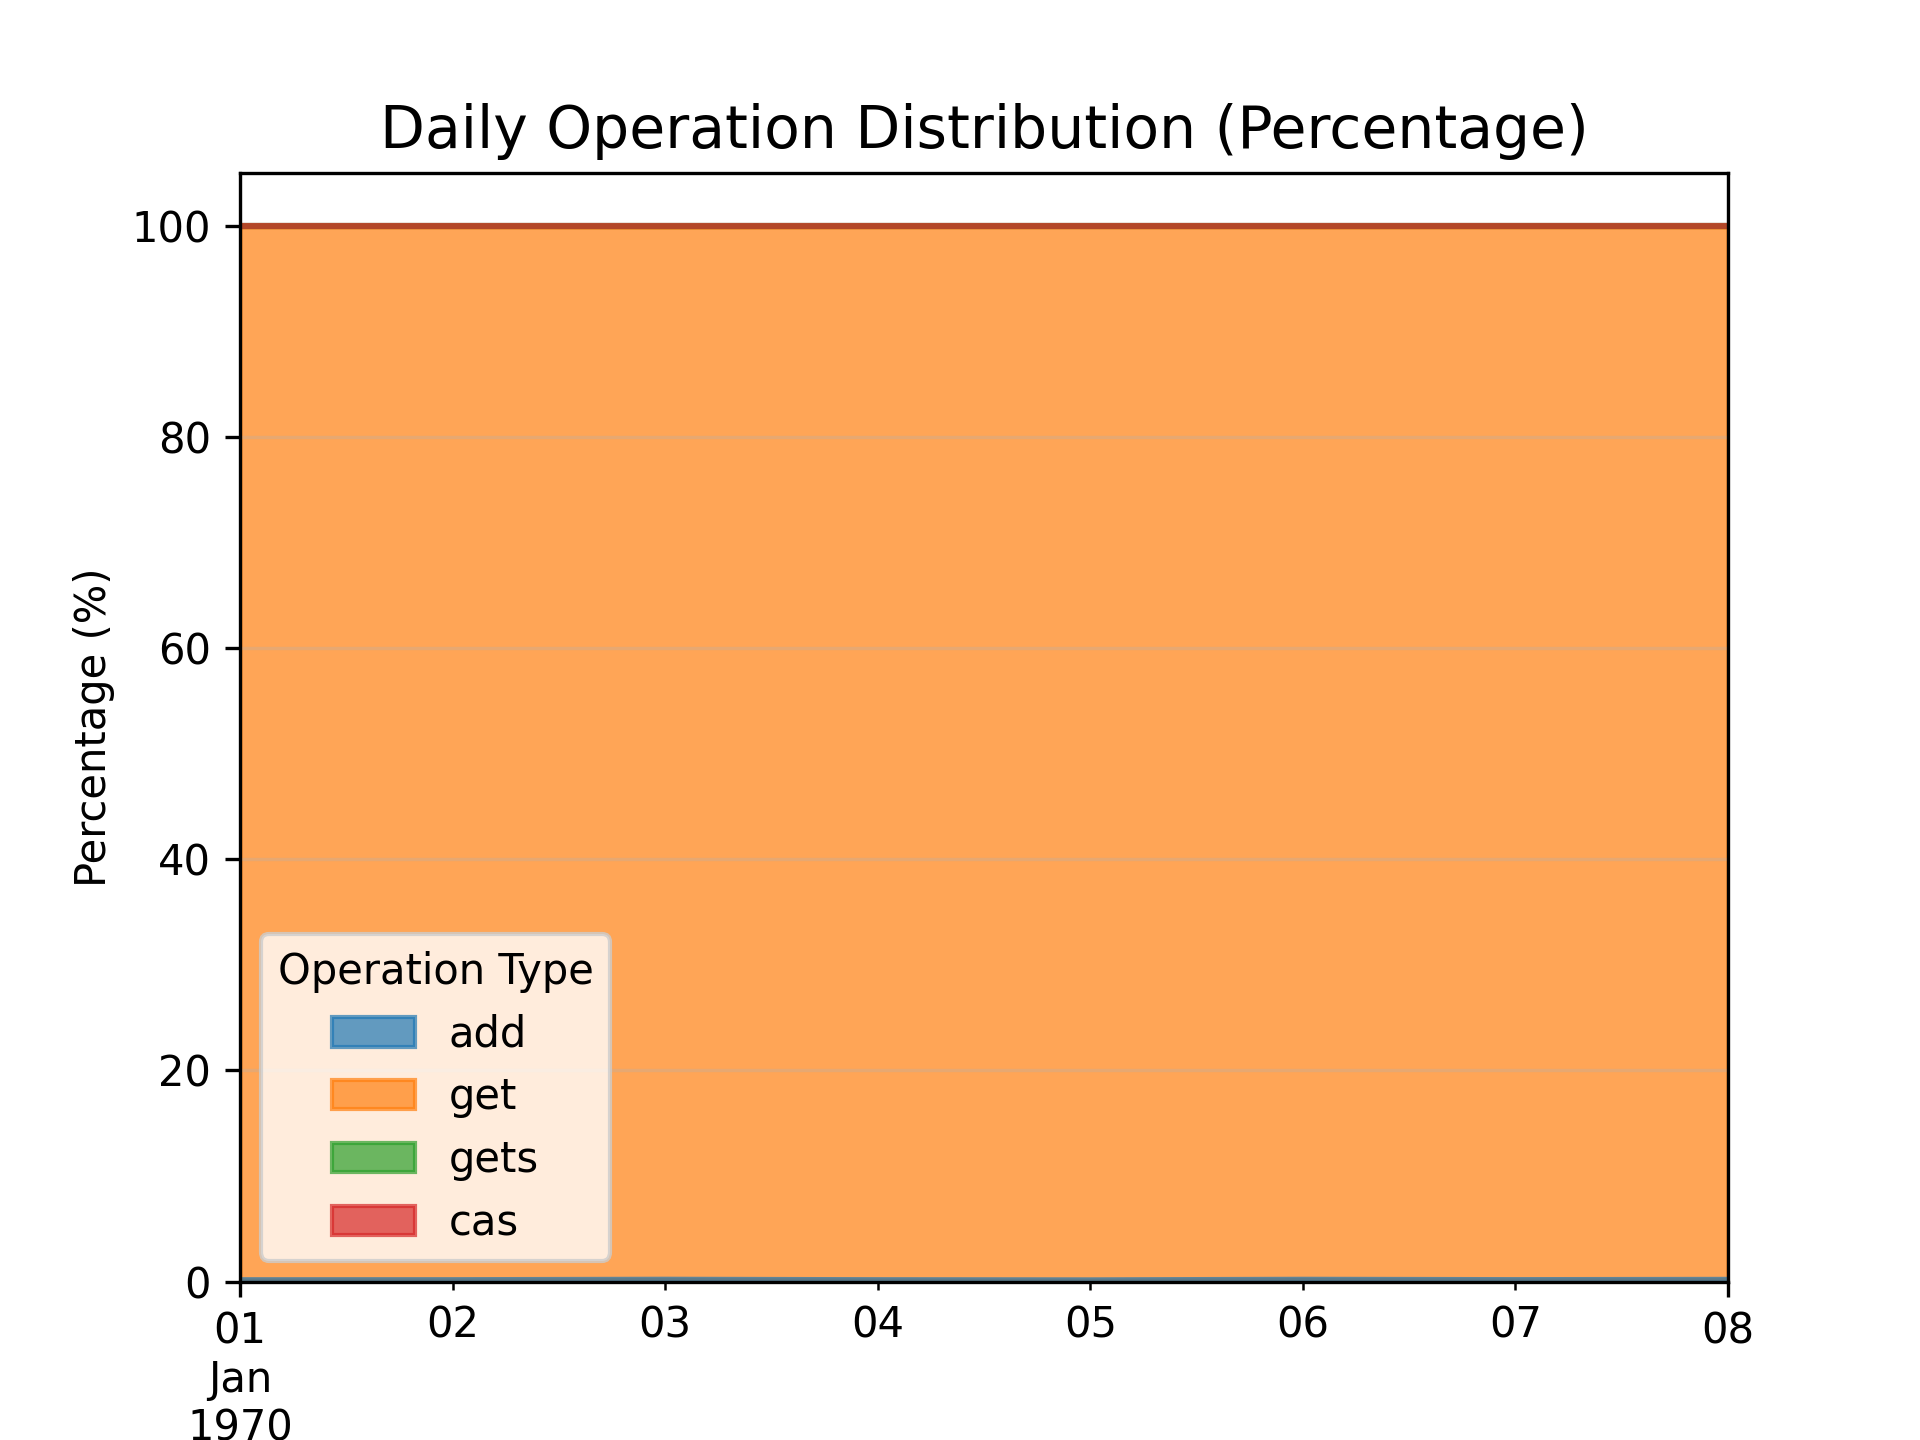 Daily Operation Distribution (Percentage)
Percentage (%)
100
80
60
40
20
0
Operation Type
add
get
gets
cas
01 02 03 04 05 06 07 08
Jan
1970